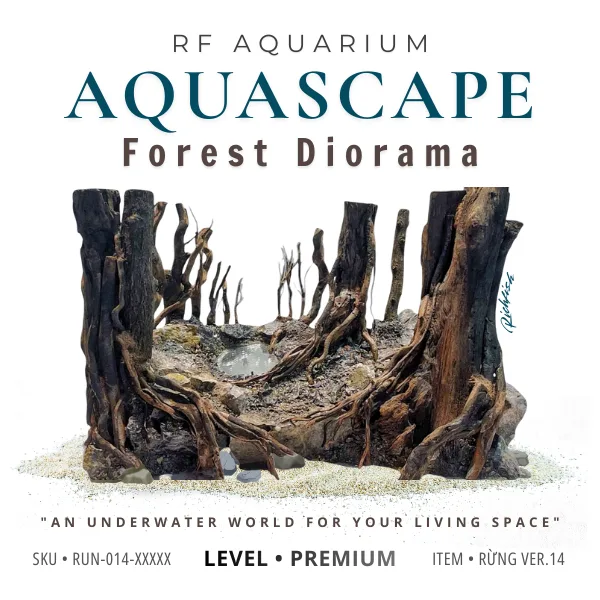 RF AQUARIUM
AQUASCAPE
Forest Diorama
Richfish
"AN UNDERWATER WORLD FOR YOUR LIVING SPACE"
SKU • RUN-014-XXXXX LEVEL • PREMIUM ITEM • RỪNG VER.14